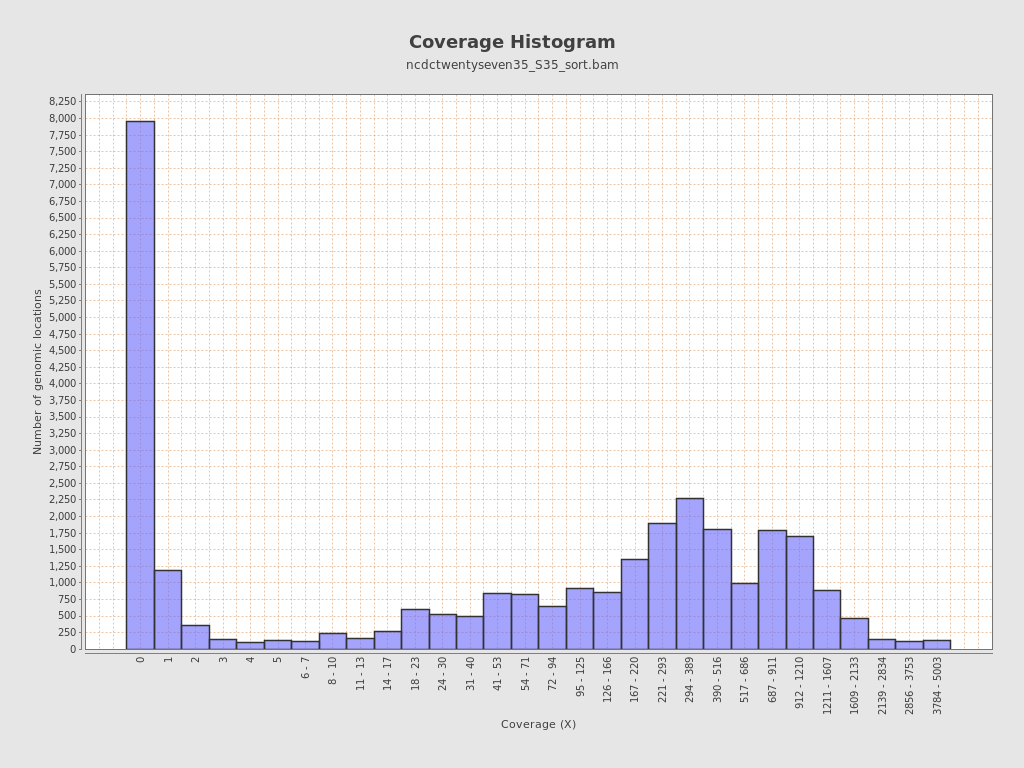 Coverage Histogram
ncdctwentyseven35_S35_sort.bam
Number of genomic locations
8,250
8,000
7,750
7,500
7,250
7,000
6,750
6,500
6,250
6,000
5,750
5,500
5,250
5,000
4,750
4,500
4,250
4,000
3,750
3,500
3,250
3,000
2,750
2,500
2,250
2,000
1,750
1,500
1,250
1,000
750
500
250
0
0
1
2
3
4
5
6 - 7
8 - 10
11 - 13
14 - 17
18 - 23
24 - 30
31 - 40
41 - 53
54 - 71
72 - 94
95 - 125
126 - 166
167 - 220
221 - 293
294 - 389
390 - 516
517 - 686
687 - 911
912 - 1210
1211 - 1607
1609 - 2133
2139 - 2834
2856 - 3753
3784 - 5003
Coverage (X)